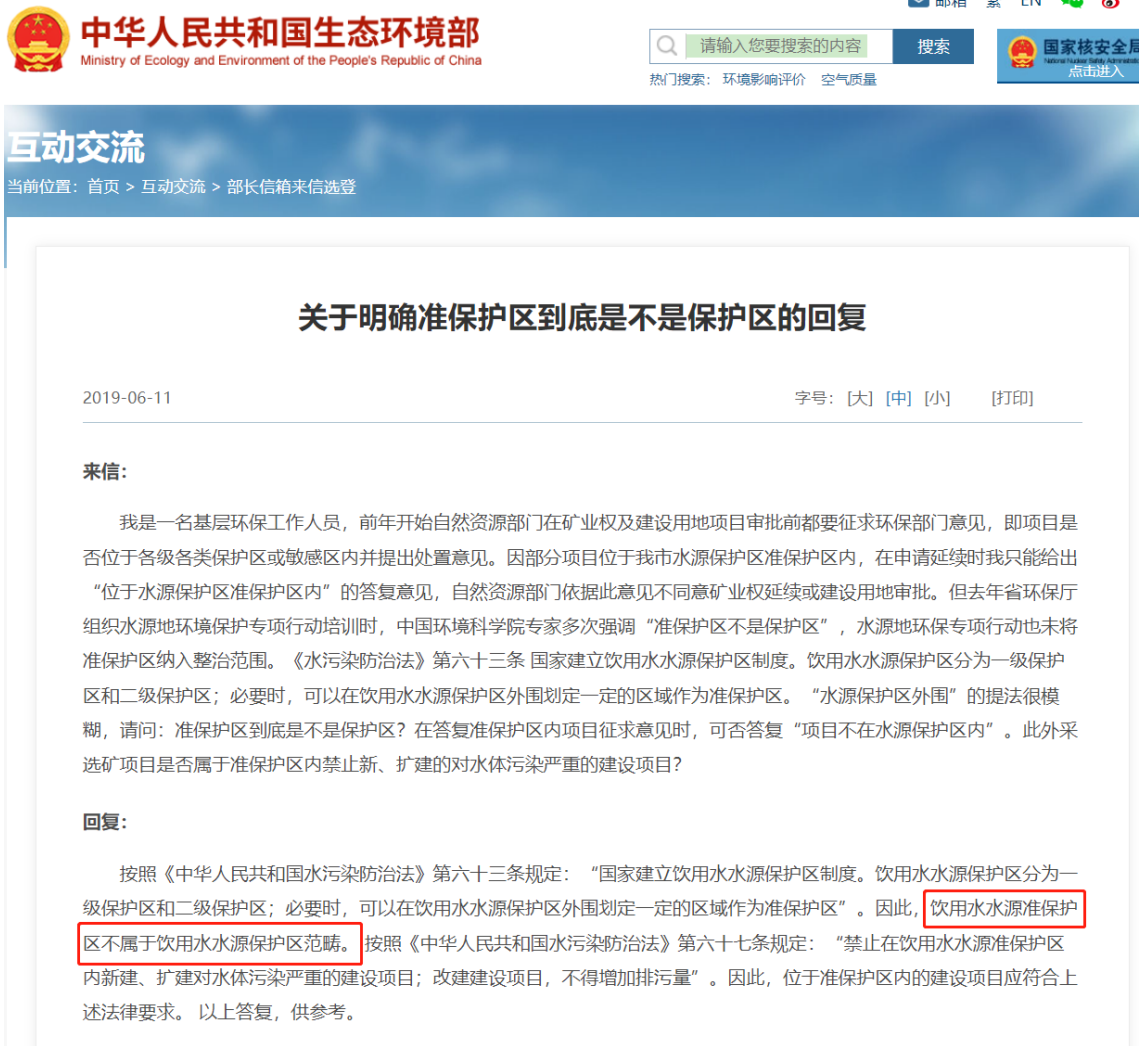 邮箱 繁 EN
中华人民共和国生态环境部
Ministry of Ecology and Environment of the People's Republic of China
请输入您要搜索的内容 搜索
热门搜索： 环境影响评价 空气质量
国家核安全局
点击进入
互动交流
当前位置：首页 > 互动交流 > 部长信箱来信选登
关于明确准保护区到底是不是保护区的回复
2019-06-11 字号：[大] [中] [小] [打印]
来信：
我是一名基层环保工作人员，前年开始自然资源部门在矿业权及建设用地项目审批前都要征求环保部门意见，即项目是
否位于各级各类保护区或敏感区内并提出处置意见。因部分项目位于我市水源保护区准保护区内，在申请延续时我只能给出
“位于水源保护区准保护区内”的答复意见，自然资源部门依据此意见不同意矿业权延续或建设用地审批。但去年省环保厅
组织水源地环境保护专项行动培训时，中国环境科学院专家多次强调“准保护区不是保护区”，水源地环保专项行动也未将
准保护区纳入整治范围。《水污染防治法》第六十三条 国家建立饮用水水源保护区制度。饮用水水源保护区分为一级保护
区和二级保护区；必要时，可以在饮用水水源保护区外围划定一定的区域作为准保护区。“水源保护区外围”的提法很模
糊，请问：准保护区到底是不是保护区？在答复准保护区内项目征求意见时，可否答复“项目不在水源保护区内”。此外采
选矿项目是否属于准保护区内禁止新、扩建的对水体污染严重的建设项目？
回复：
按照《中华人民共和国水污染防治法》第六十三条规定：“国家建立饮用水水源保护区制度。饮用水水源保护区分为一
级保护区和二级保护区；必要时，可以在饮用水水源保护区外围划定一定的区域作为准保护区”。因此，饮用水水源准保护
区不属于饮用水水源保护区范畴。按照《中华人民共和国水污染防治法》第六十七条规定：“禁止在饮用水水源准保护区
内新建、扩建对水体污染严重的建设项目；改建建设项目，不得增加排污量”。因此，位于准保护区内的建设项目应符合上
述法律要求。 以上答复，供参考。